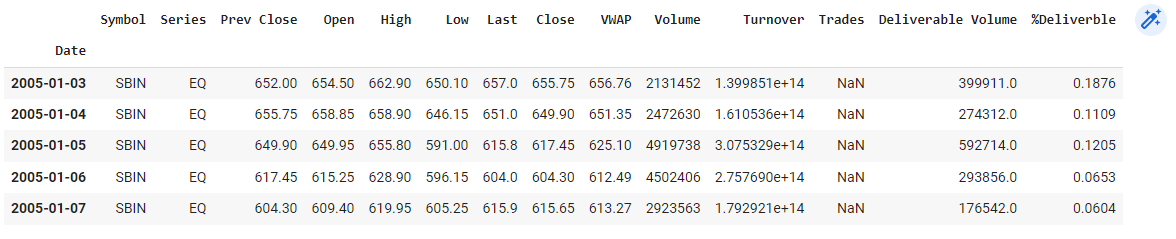 Symbol Series Prev Close Open High Low Last Close VWAP Volume Turnover Trades Deliverable Volume %Deliverble
Date
2005-01-03 SBIN EQ 652.00 654.50 662.90 650.10 657.0 655.75 656.76 2131452 1.399851e+14 NaN 399911.0 0.1876
2005-01-04 SBIN EQ 655.75 658.85 658.90 646.15 651.0 649.90 651.35 2472630 1.610536e+14 NaN 274312.0 0.1109
2005-01-05 SBIN EQ 649.90 649.95 655.80 591.00 615.8 617.45 625.10 4919738 3.075329e+14 NaN 592714.0 0.1205
2005-01-06 SBIN EQ 617.45 615.25 628.90 596.15 604.0 604.30 612.49 4502406 2.757690e+14 NaN 293856.0 0.0653
2005-01-07 SBIN EQ 604.30 609.40 619.95 605.25 615.9 615.65 613.27 2923563 1.792921e+14 NaN 176542.0 0.0604